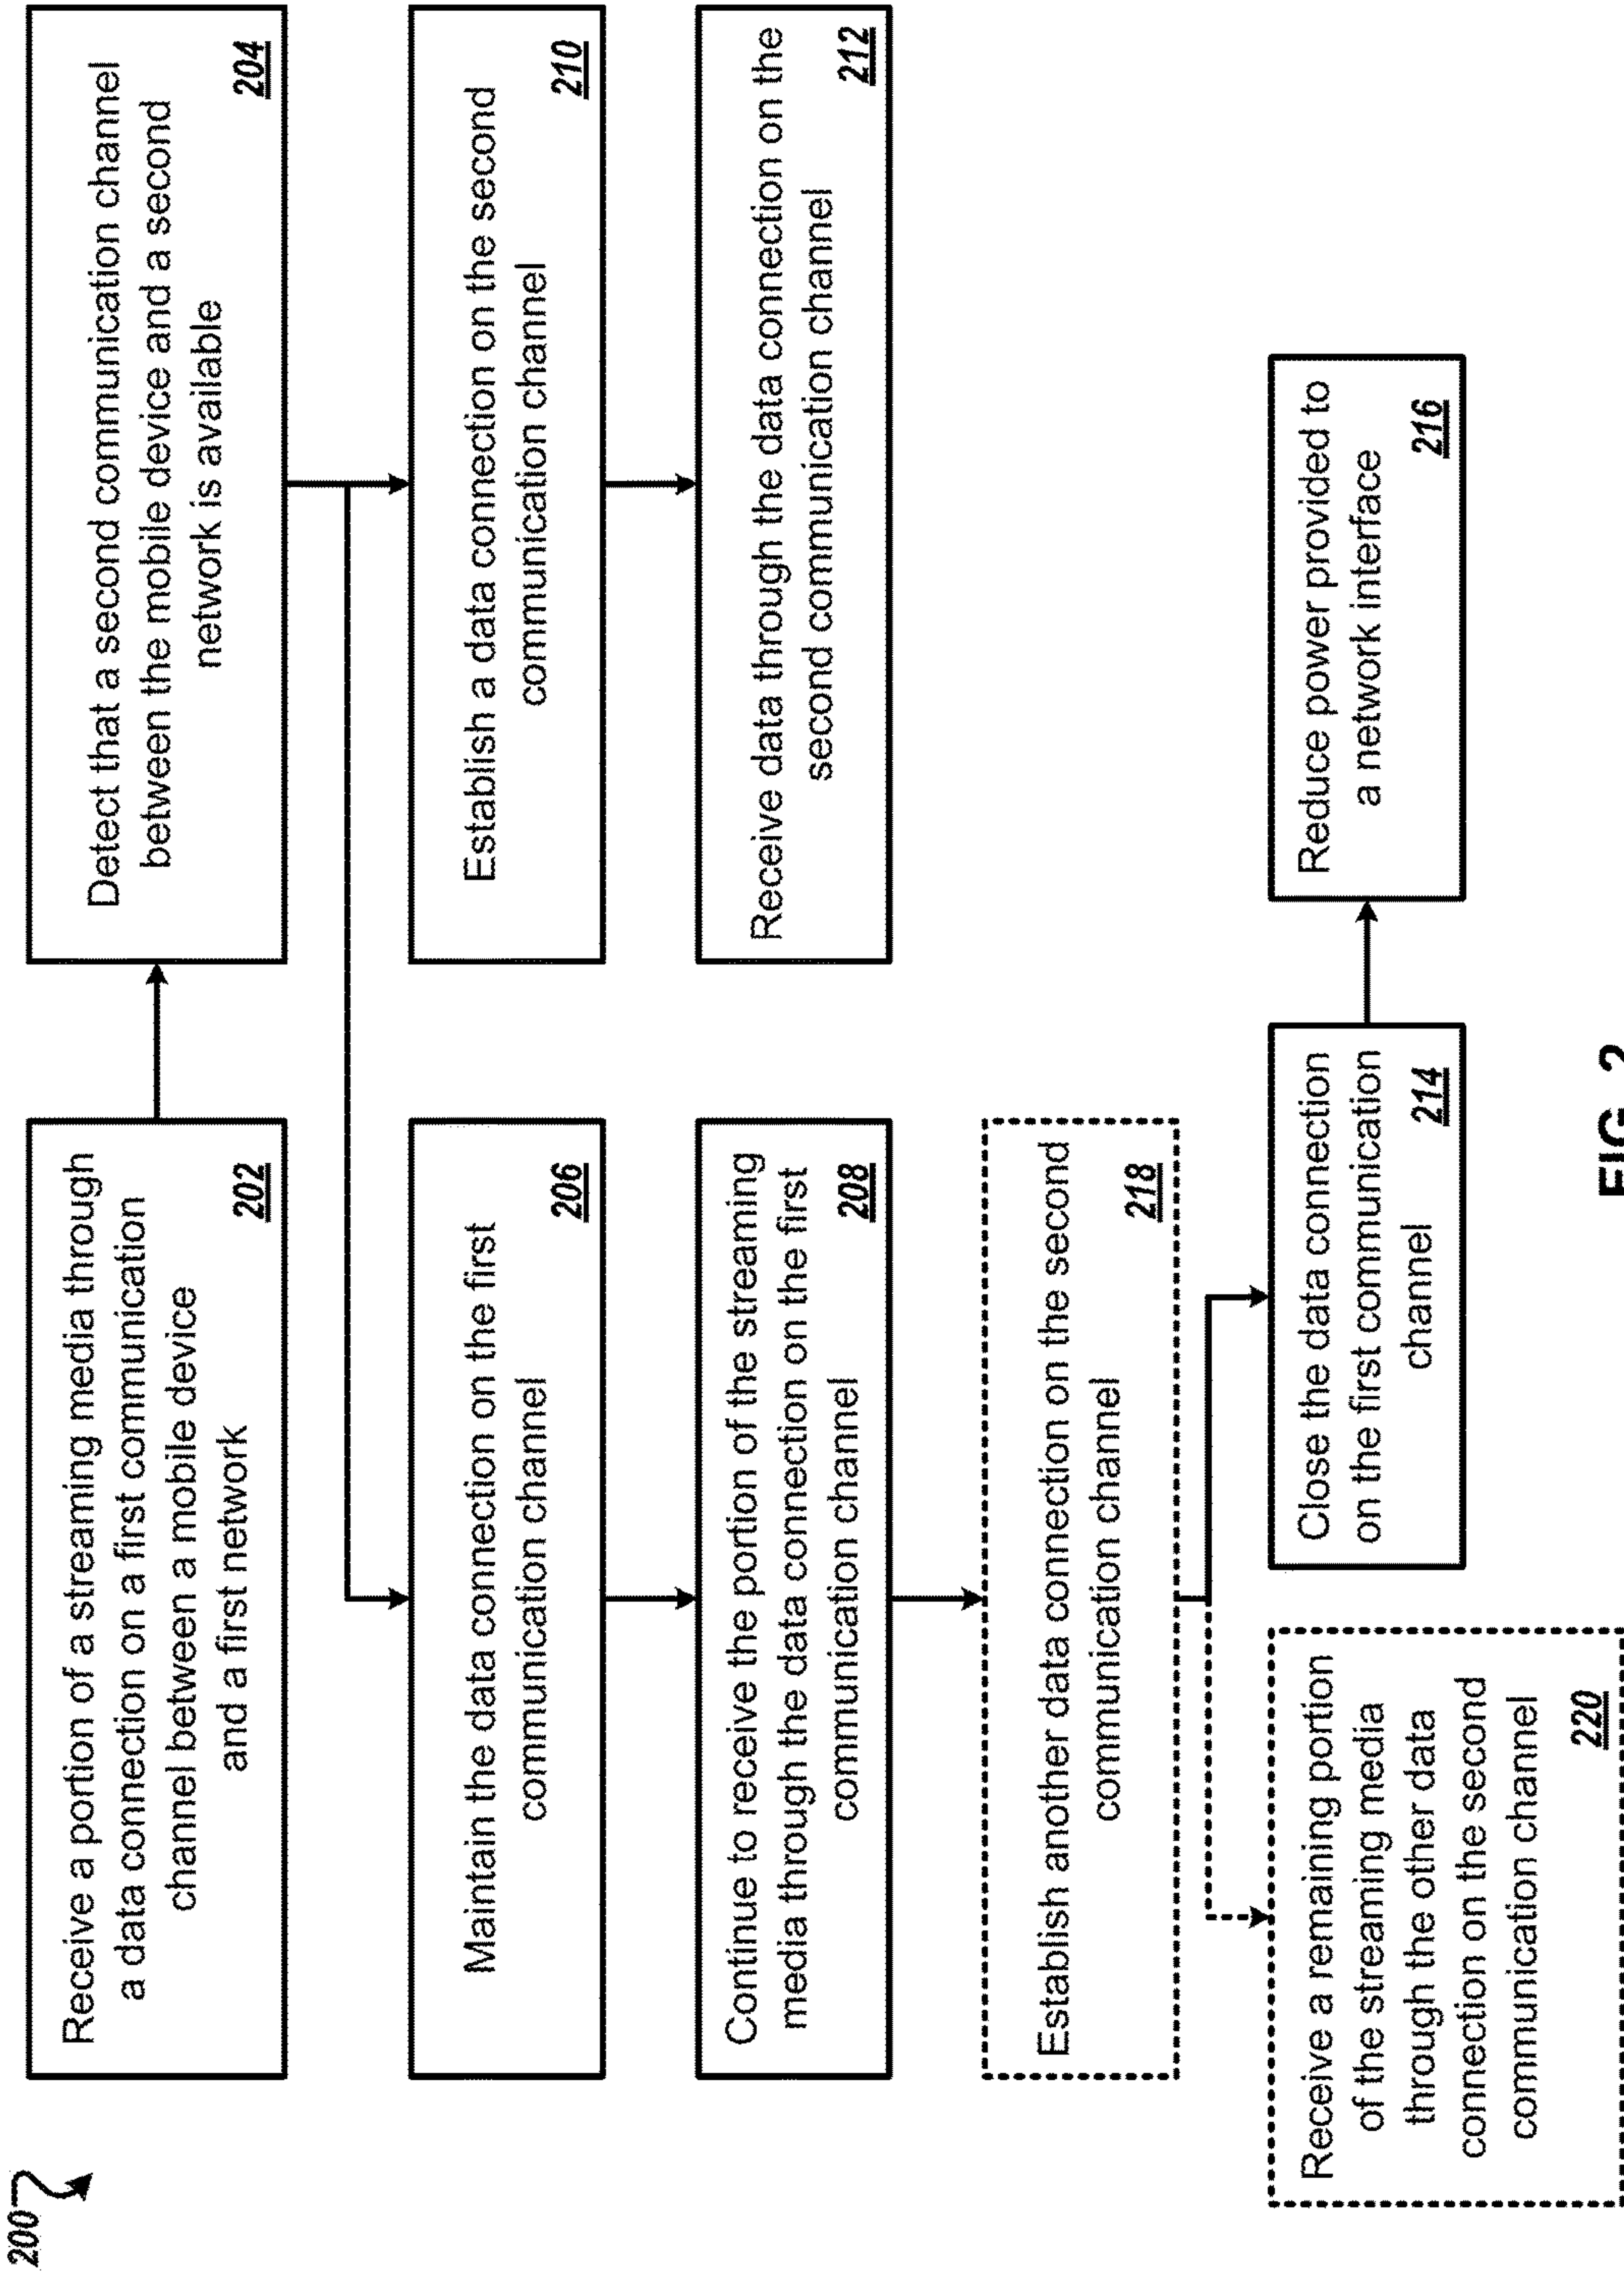 200
Receive a portion of a streaming media through
a data connection on a first communication
channel between a mobile device
and a first network
202
Detect that a second communication channel
between the mobile device and a second
network is available
204
Maintain the data connection on the first
communication channel
206
Establish a data connection on the second
communication channel
210
Continue to receive the portion of the streaming
media through the data connection on the first
communication channel
208
Receive data through the data connection on the
second communication channel
212
Establish another data connection on the second
communication channel
218
Receive a remaining portion
of the streaming media
through the other data
connection on the second
communication channel
220
Close the data connection
on the first communication
channel
214
Reduce power provided to
a network interface
216
FIG. 2